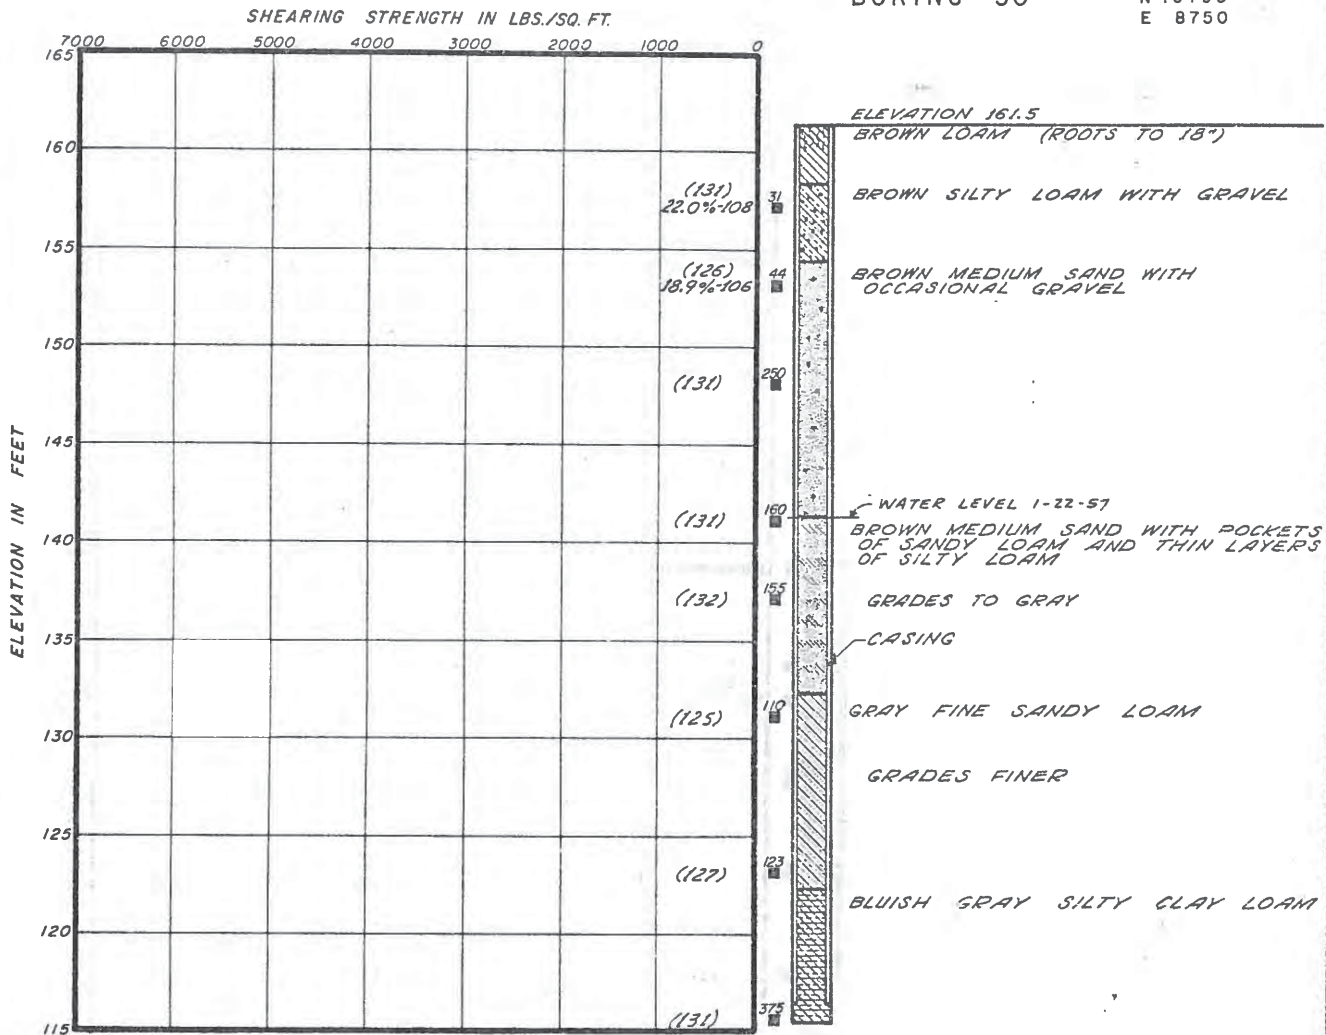 SHEARING STRENGTH IN LBS./SQ. FT.
E 8750
7000 6000 5000 4000 3000 2000 1000 0
165
ELEVATION 161.5
BROWN LOAM (ROOTS TO 18")
160
(131) 31
22.0%-108
BROWN SILTY LOAM WITH GRAVEL
155
(126) 44
18.9%-106
BROWN MEDIUM SAND WITH
OCCASIONAL GRAVEL
150
(131) 250
145
ELEVATION IN FEET
WATER LEVEL 1-22-57
(131) 160
BROWN MEDIUM SAND WITH POCKETS
OF SANDY LOAM AND THIN LAYERS
OF SILTY LOAM
140
(132) 155
GRADES TO GRAY
135
CASING
(125) 110
GRAY FINE SANDY LOAM
130
GRADES FINER
125
(127) 123
BLUISH GRAY SILTY CLAY LOAM
120
(131) 375
115